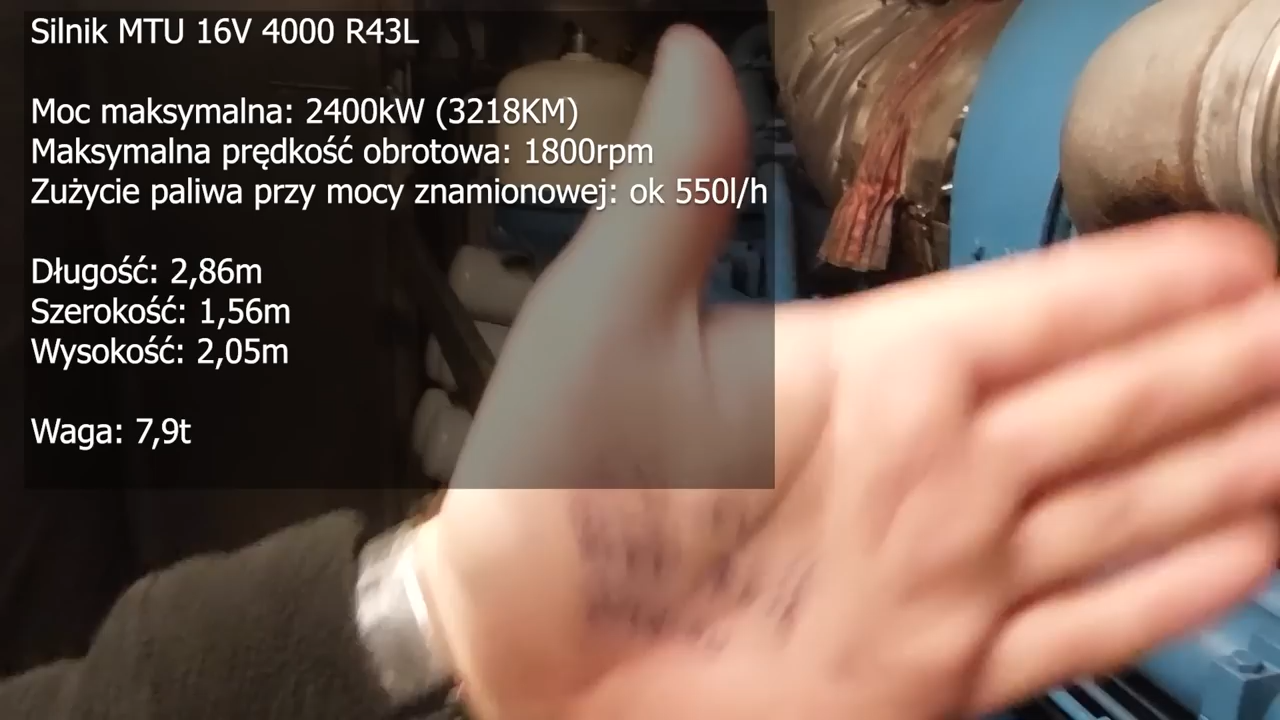 Silnik MTU 16V 4000 R43L
Moc maksymalna: 2400kW (3218KM)
Maksymalna prędkość obrotowa: 1800rpm
Zużycie paliwa przy mocy znamionowej: ok 550l/h
Długość: 2,86m
Szerokość: 1,56m
Wysokość: 2,05m
Waga: 7,9t